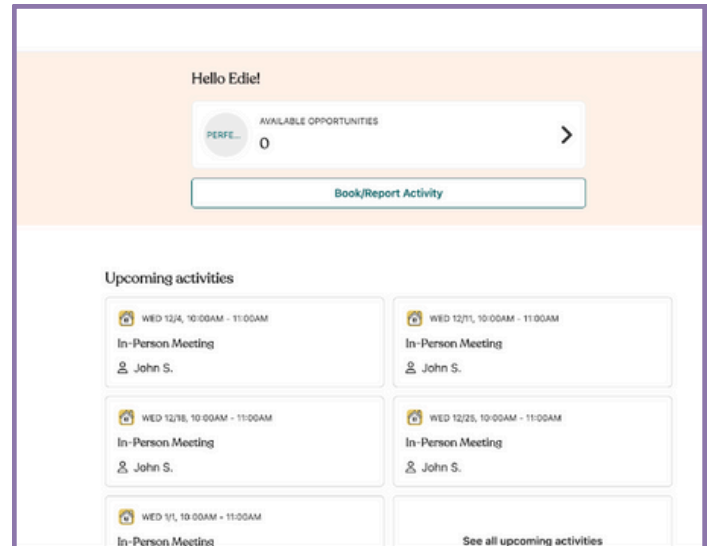 Hello Edie!
PERFE...
AVAILABLE OPPORTUNITIES
0
Book/Report Activity
Upcoming activities
WED 12/4, 10:00AM - 11:00AM
In-Person Meeting
John S.
WED 12/11, 10:00AM - 11:00AM
In-Person Meeting
John S.
WED 12/18, 10:00AM - 11:00AM
In-Person Meeting
John S.
WED 12/25, 10:00AM - 11:00AM
In-Person Meeting
John S.
WED 1/1, 10:00AM - 11:00AM
In-Person Meeting
See all upcoming activities